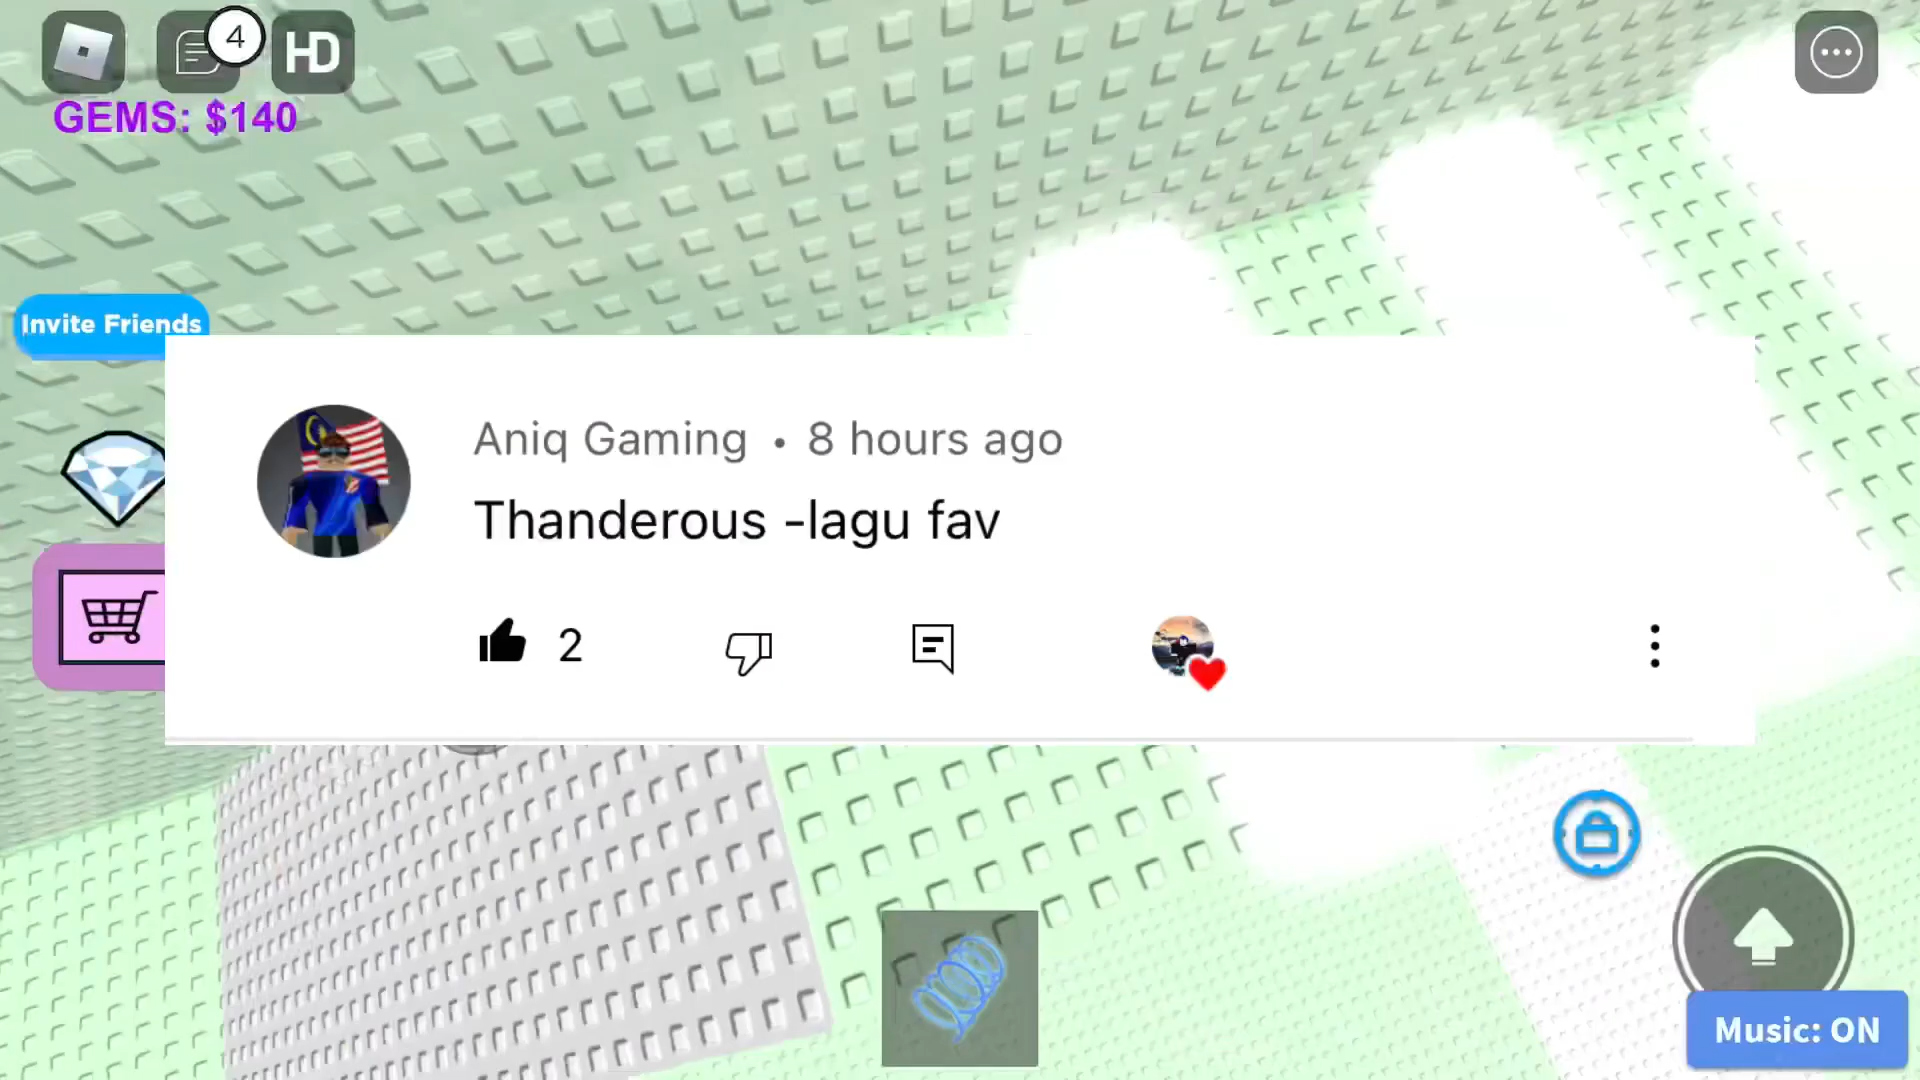 4
HD
GEMS: $140
Invite Friends
Aniq Gaming • 8 hours ago
Thanderous -lagu fav
2
Music: ON